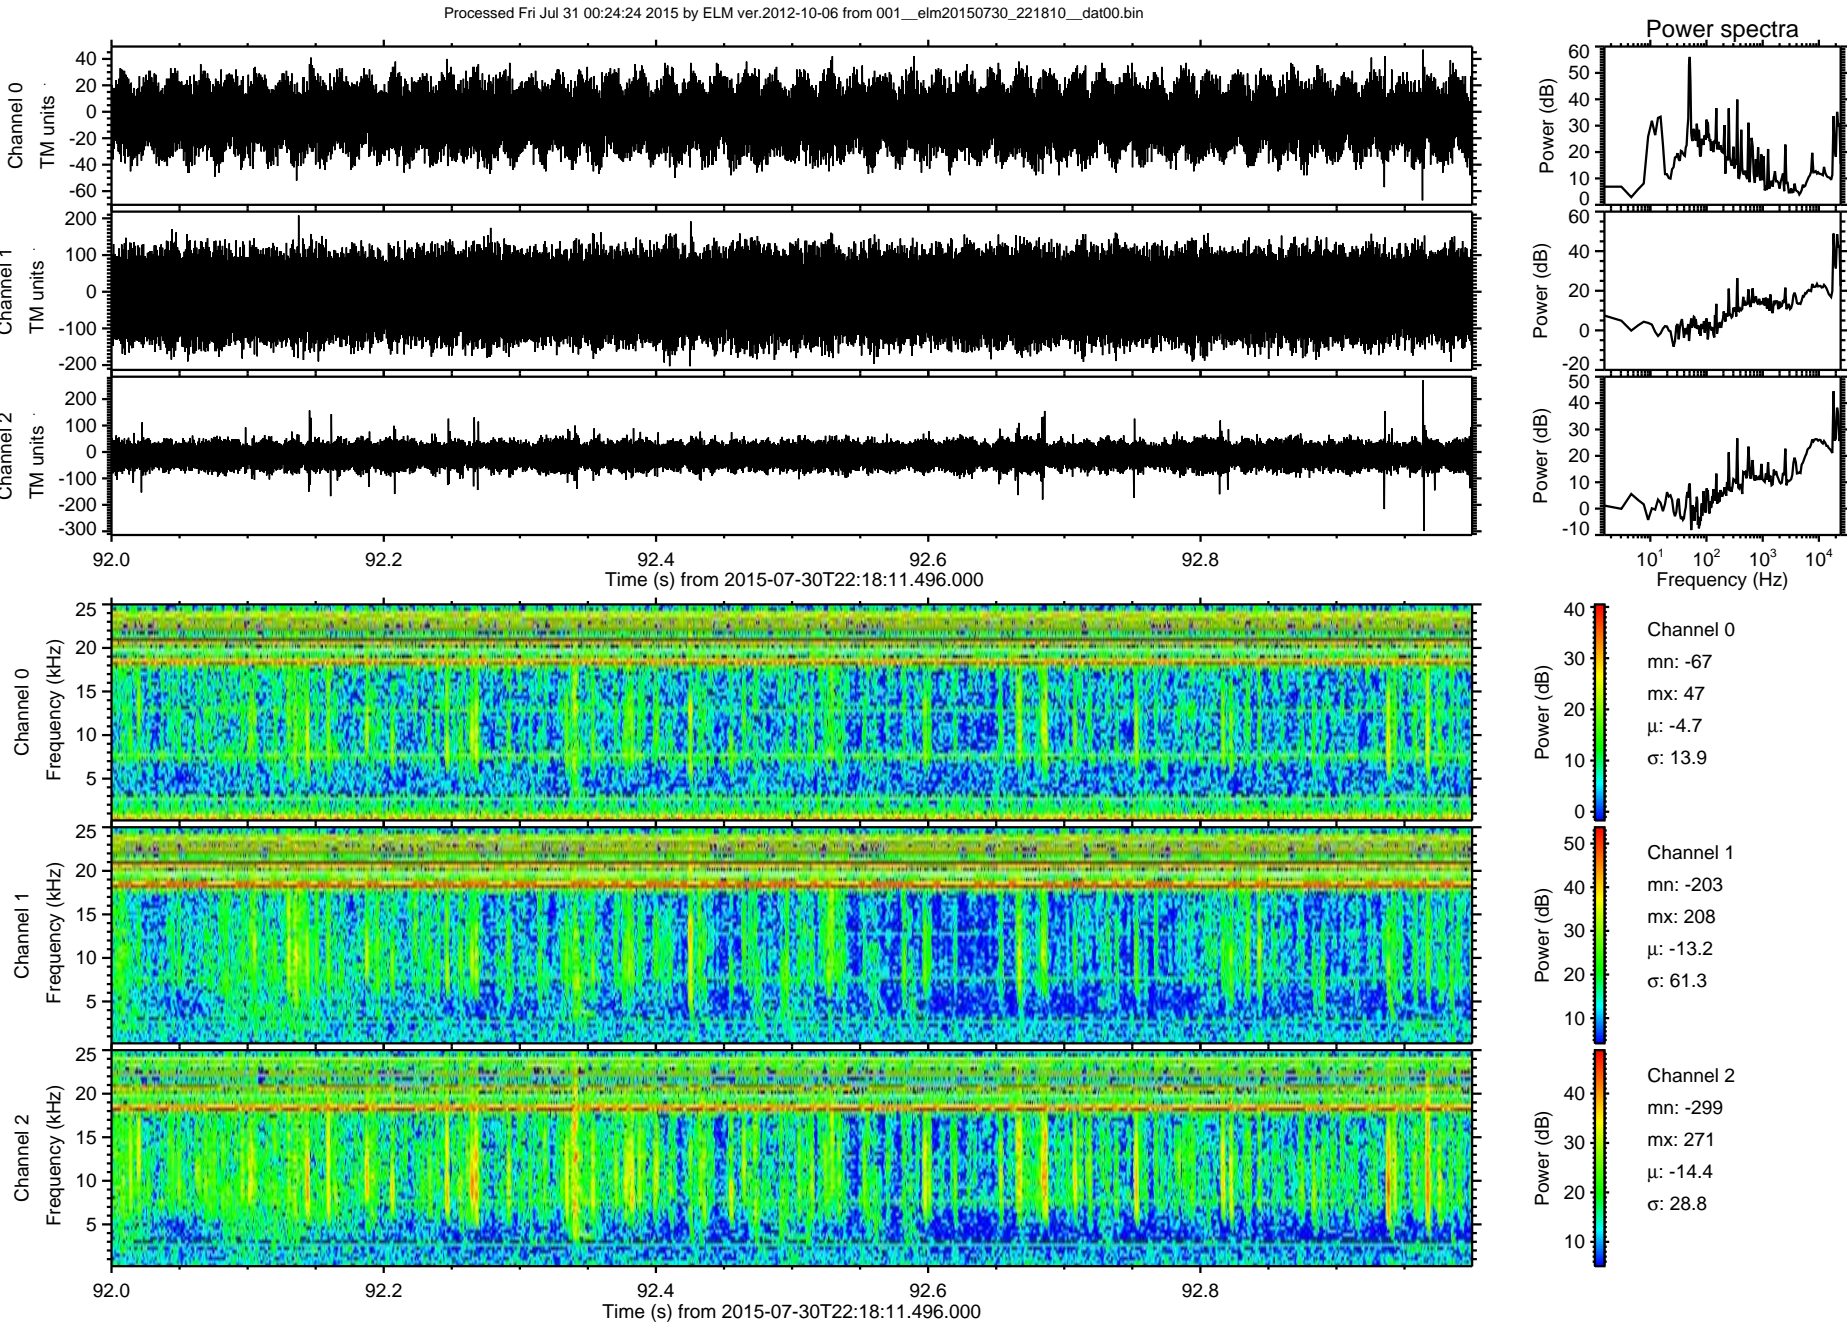 Processed Fri Jul 31 00:24:24 2015 by ELM ver.2012-10-06 from 001__elm20150730_221810__dat00.bin
Power spectra
Channel 0
TM units
40
20
0
-20
-40
-60
Power (dB)
60
50
40
30
20
10
0
Channel 1
TM units
200
100
0
-100
-200
Power (dB)
60
40
20
0
-20
Channel 2
TM units
200
100
0
-100
-200
-300
Power (dB)
50
40
30
20
10
0
-10
92.0 92.2 92.4 92.6 92.8
Time (s) from 2015-07-30T22:18:11.496.000
10¹ 10² 10³ 10⁴
Frequency (Hz)
Channel 0
Frequency (kHz)
25
20
15
10
5
Power (dB)
40
30
20
10
0
Channel 0
mn: -67
mx: 47
μ: -4.7
σ: 13.9
Channel 1
Frequency (kHz)
25
20
15
10
5
Power (dB)
50
40
30
20
10
Channel 1
mn: -203
mx: 208
μ: -13.2
σ: 61.3
Channel 2
Frequency (kHz)
25
20
15
10
5
Power (dB)
40
30
20
10
Channel 2
mn: -299
mx: 271
μ: -14.4
σ: 28.8
92.0 92.2 92.4 92.6 92.8
Time (s) from 2015-07-30T22:18:11.496.000